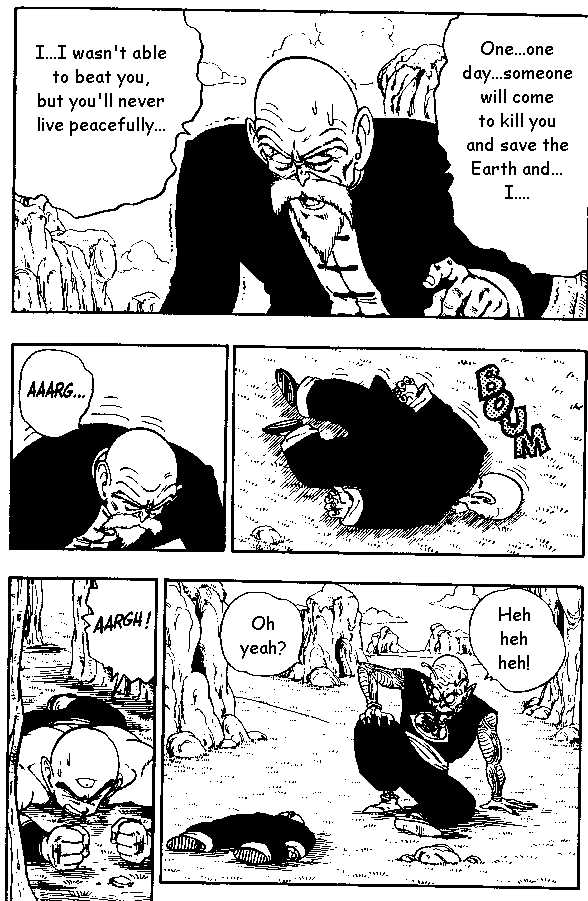 I...I wasn't able
to beat you,
but you'll never
live peacefully...
One...one
day...someone
will come
to kill you
and save the
Earth and...
I....
AAARG...
BOUM
AARGH!
Oh
yeah?
Heh
heh
heh!